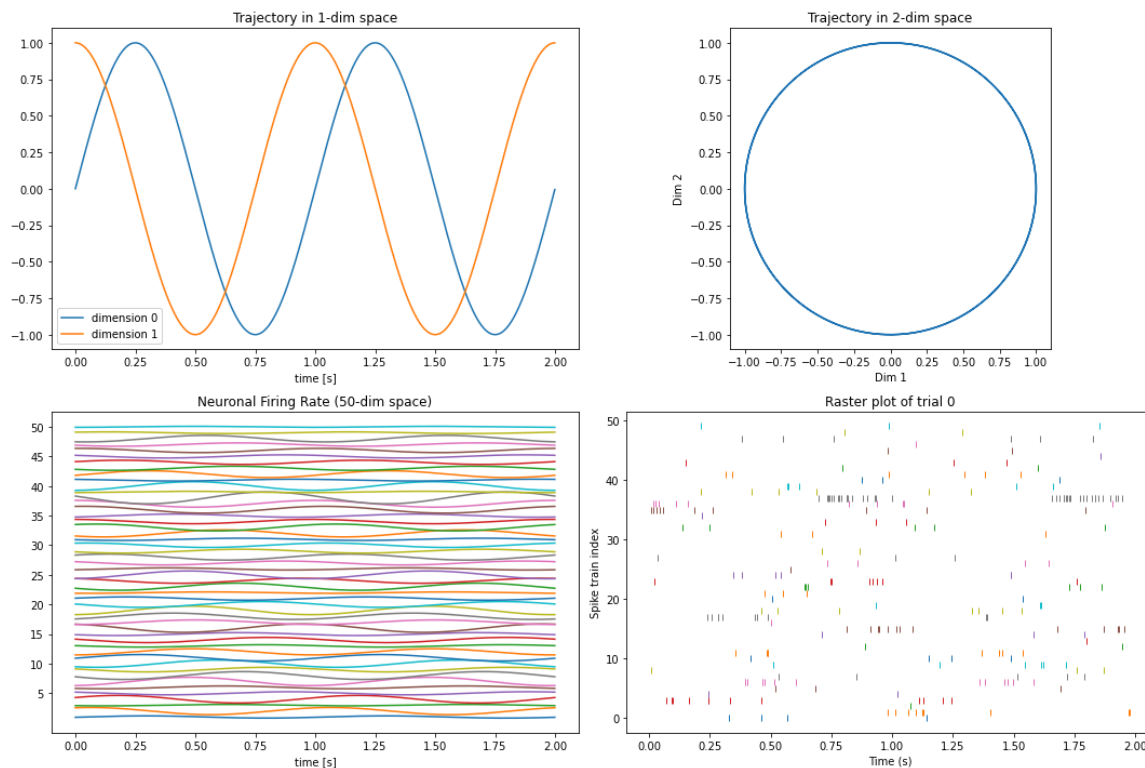 Trajectory in 1-dim space
1.00
0.75
0.50
0.25
0.00
−0.25
−0.50
−0.75
−1.00
dimension 0
dimension 1
0.00 0.25 0.50 0.75 1.00 1.25 1.50 1.75 2.00
time [s]
Trajectory in 2-dim space
Dim 2
1.00
0.75
0.50
0.25
0.00
−0.25
−0.50
−0.75
−1.00
−1.00 −0.75 −0.50 −0.25 0.00 0.25 0.50 0.75 1.00
Dim 1
Neuronal Firing Rate (50-dim space)
50
45
40
35
30
25
20
15
10
5
0.00 0.25 0.50 0.75 1.00 1.25 1.50 1.75 2.00
time [s]
Raster plot of trial 0
Spike train index
50
40
30
20
10
0
0.00 0.25 0.50 0.75 1.00 1.25 1.50 1.75 2.00
Time (s)